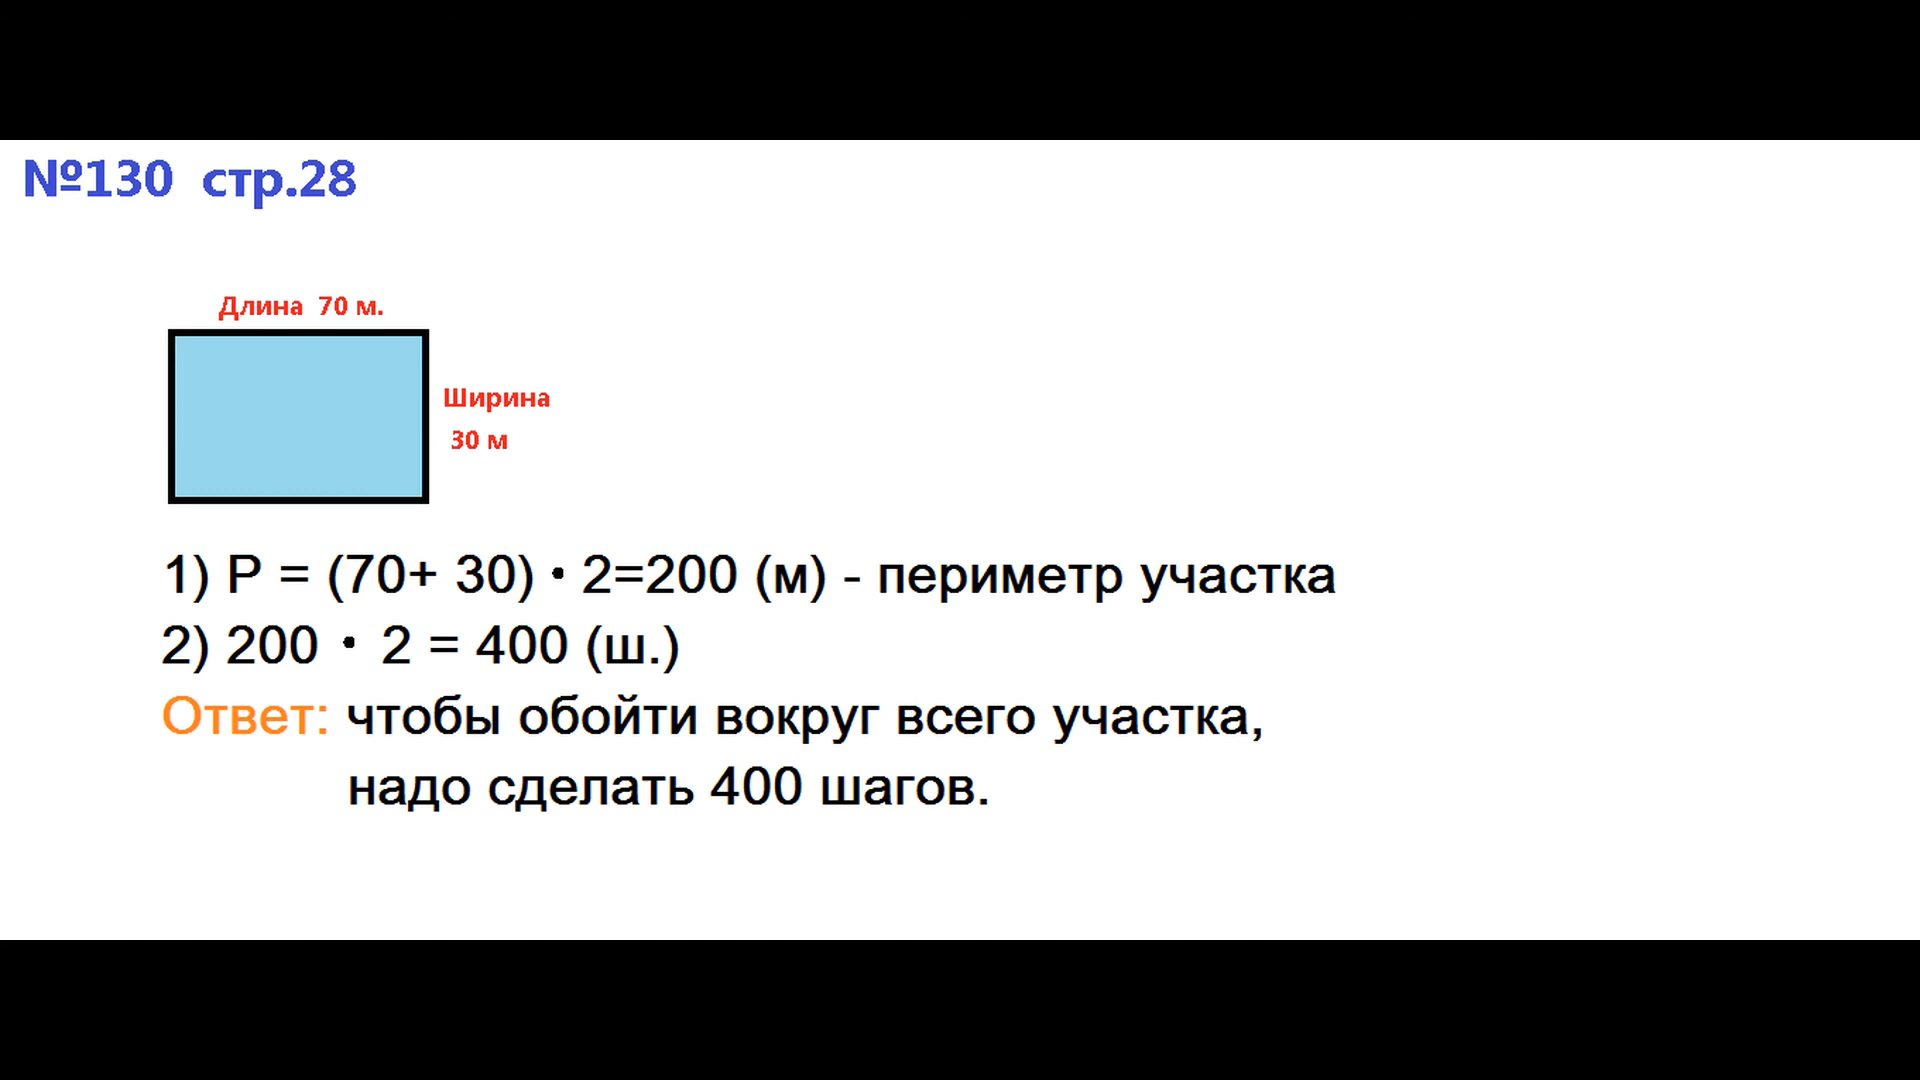 №130 стр.28
Длина 70 м.
Ширина
30 м
1) Р = (70+ 30) · 2=200 (м) - периметр участка
2) 200 · 2 = 400 (ш.)
Ответ: чтобы обойти вокруг всего участка,
надо сделать 400 шагов.